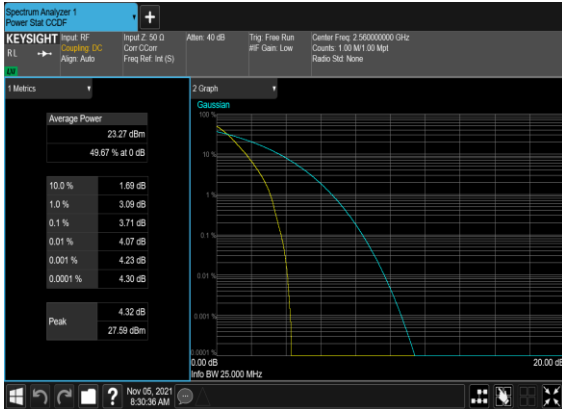 Spectrum Analyzer 1
Power Stat CCDF
+
KEYSIGHT
RL
Input: RF
Coupling: DC
Align: Auto
Input Z: 50 Ω
Corr CCorr
Freq Ref: Int (S)
Atten: 40 dB
Trig: Free Run
#IF Gain: Low
Center Freq: 2.560000000 GHz
Counts: 1.00 M/1.00 Mpt
Radio Std: None
1 Metrics
Average Power
23.27 dBm
49.67 % at 0 dB
10.0 % 1.69 dB
1.0 % 3.09 dB
0.1 % 3.71 dB
0.01 % 4.07 dB
0.001 % 4.23 dB
0.0001 % 4.30 dB
Peak
4.32 dB
27.59 dBm
2 Graph
Gaussian
100 %
10 %
1 %
0.1 %
0.01 %
0.001 %
0.0001 %
0.00 dB
20.00 dB
Info BW 25.000 MHz
?
Nov 05, 2021
8:30:36 AM